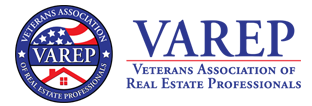 VETERANS ASSOCIATION
VAREP
OF REAL ESTATE PROFESSIONALS
VAREP
VETERANS ASSOCIATION OF
REAL ESTATE PROFESSIONALS